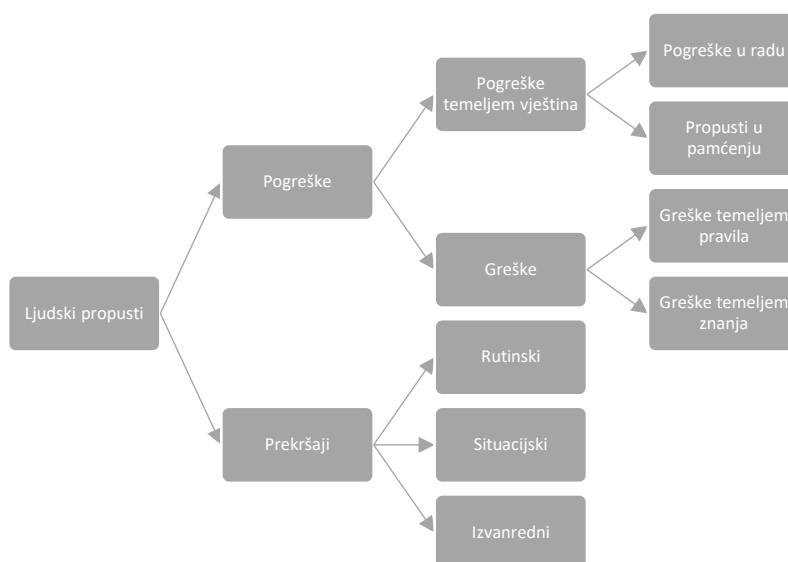 Ljudski propusti
Pogreške
Pogreške
temeljem vještina
Pogreške u radu
Propusti u
pamćenju
Greške
Greške temeljem
pravila
Greške temeljem
znanja
Prekršaji
Rutinski
Situacijski
Izvanredni